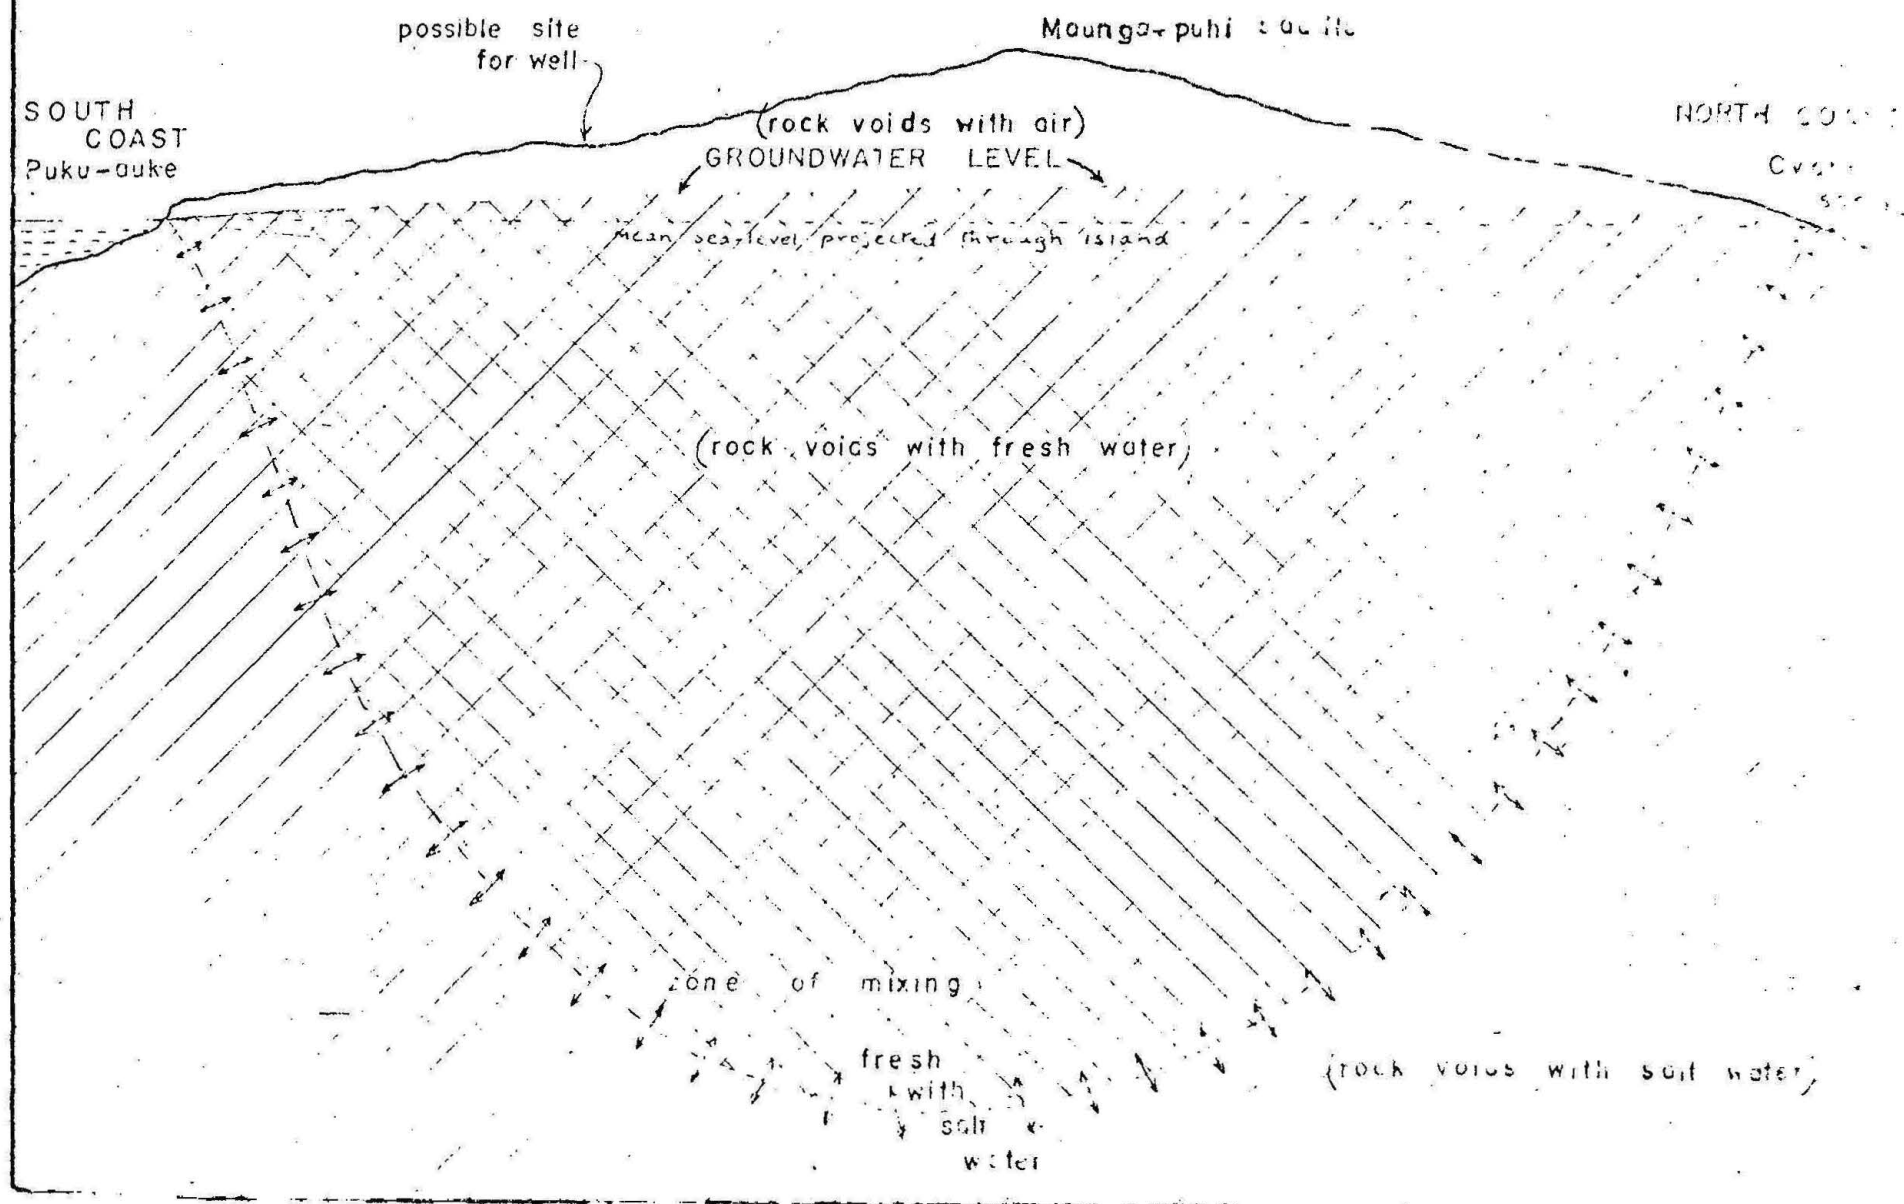 possible site
for well
Maunga-puhi
SOUTH
COAST
Puku-auke
NORTH
(rock voids with air)
GROUNDWATER LEVEL
mean sea-level projected through island
(rock voids with fresh water)
zone of mixing
fresh
with
salt
water
(rock voids with salt water)